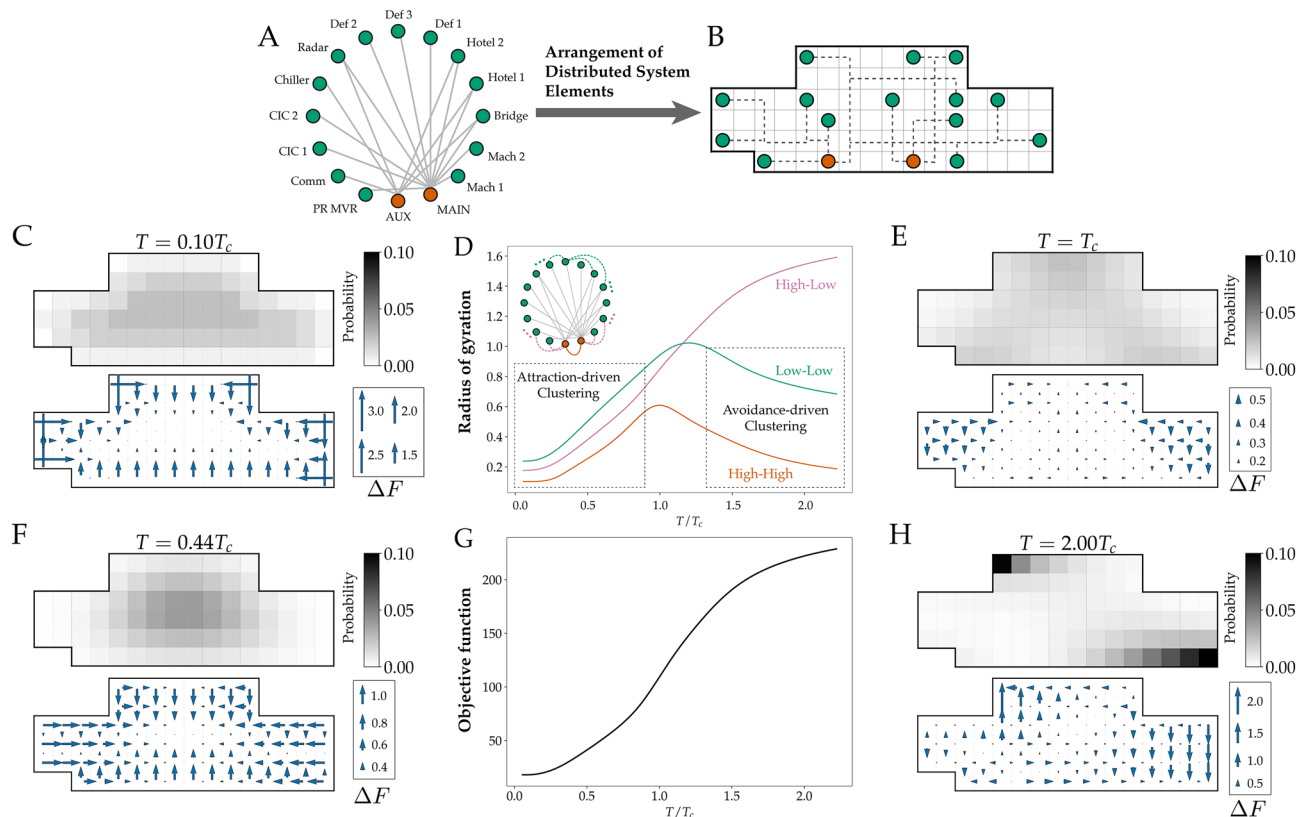 A
Def 3
Def 2
Def 1
Radar
Hotel 2
Chiller
Hotel 1
CIC 2
Bridge
CIC 1
Mach 2
Comm
Mach 1
PR MVR
AUX
MAIN
Arrangement of
Distributed System
Elements
B
C
T = 0.10T_c
0.10
0.05
0.00
Probability
3.0
2.0
2.5
1.5
ΔF
D
Radius of gyration
1.6
1.4
1.2
1.0
0.8
0.6
0.4
0.2
High-Low
Low-Low
High-High
Attraction-driven
Clustering
Avoidance-driven
Clustering
0.0
0.5
1.0
1.5
2.0
T/T_c
E
T = T_c
0.10
0.05
0.00
Probability
0.5
0.4
0.3
0.2
ΔF
F
T = 0.44T_c
0.10
0.05
0.00
Probability
1.0
0.8
0.6
0.4
ΔF
G
Objective function
200
150
100
50
0.0
0.5
1.0
1.5
2.0
T/T_c
H
T = 2.00T_c
0.10
0.05
0.00
Probability
2.0
1.5
1.0
0.5
ΔF